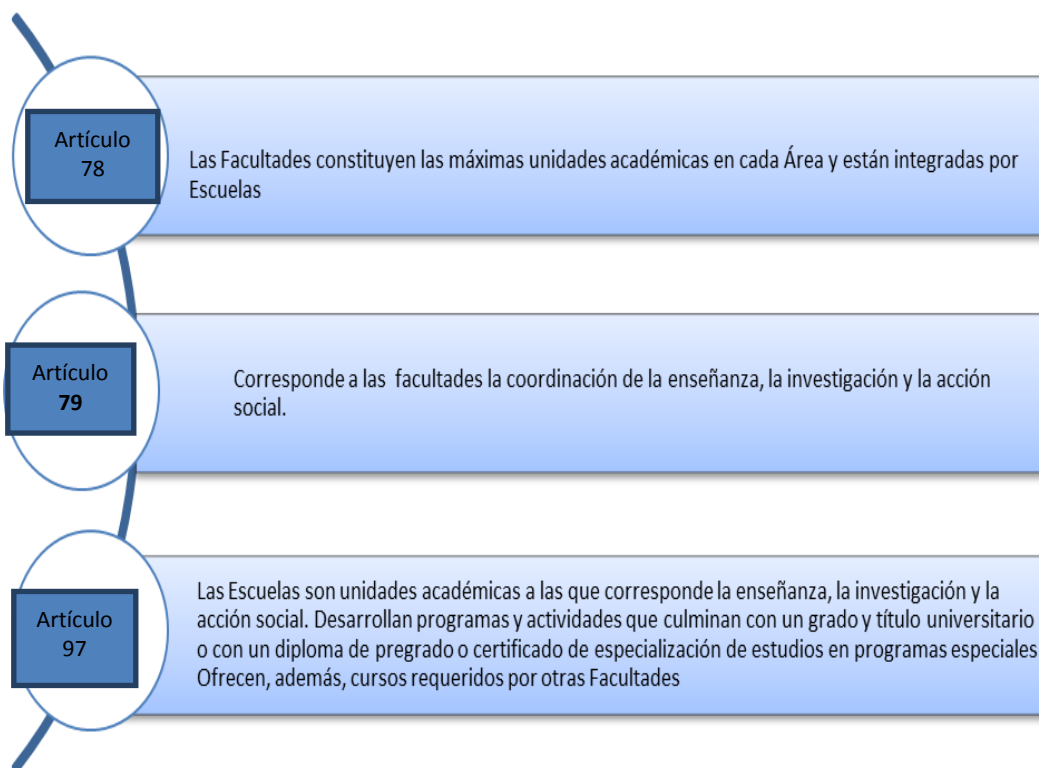 Artículo
78
Las Facultades constituyen las máximas unidades académicas en cada Área y están integradas por
Escuelas
Artículo
79
Corresponde a las facultades la coordinación de la enseñanza, la investigación y la acción
social.
Artículo
97
Las Escuelas son unidades académicas a las que corresponde la enseñanza, la investigación y la
acción social. Desarrollan programas y actividades que culminan con un grado y título universitario
o con un diploma de pregrado o certificado de especialización de estudios en programas especiales
Ofrecen, además, cursos requeridos por otras Facultades